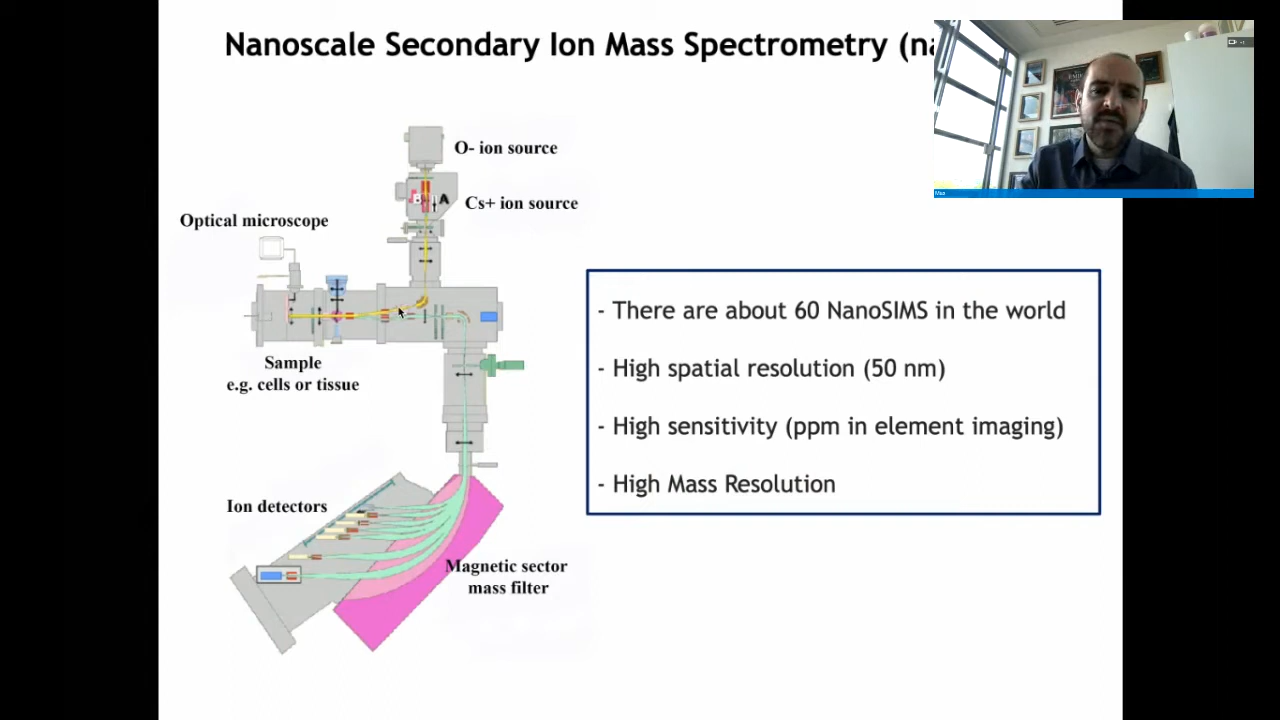 Nanoscale Secondary Ion Mass Spectrometry (na
O- ion source
B
A
Cs+ ion source
Optical microscope
Sample
e.g. cells or tissue
- There are about 60 NanoSIMS in the world
- High spatial resolution (50 nm)
- High sensitivity (ppm in element imaging)
- High Mass Resolution
Ion detectors
Magnetic sector
mass filter
Max